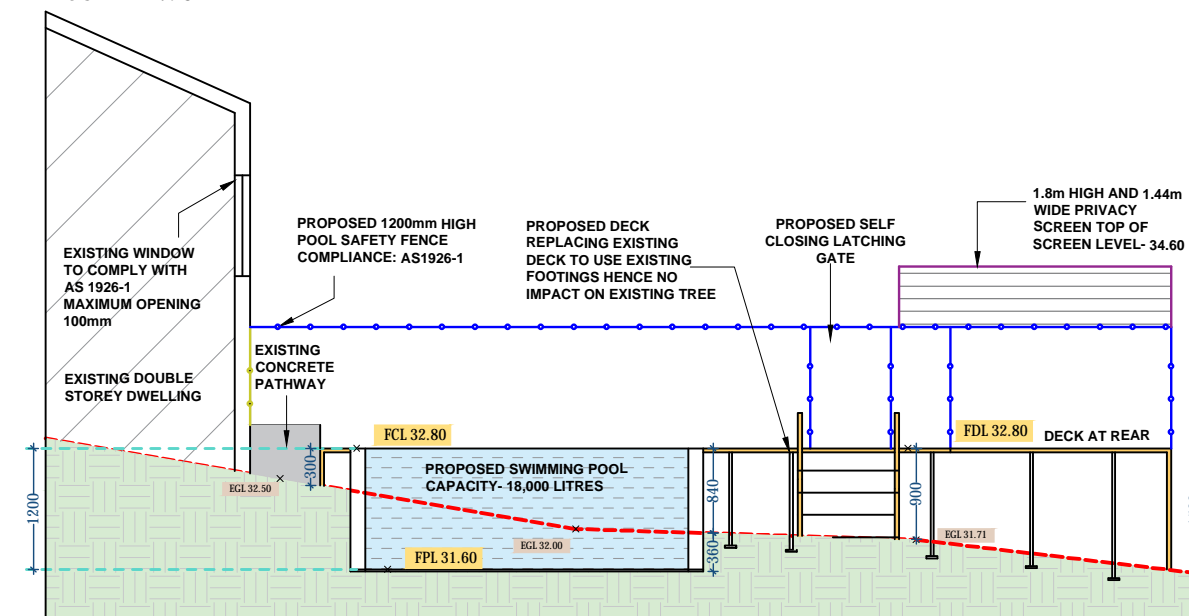 EXISTING WINDOW
TO COMPLY WITH
AS 1926-1
MAXIMUM OPENING
100mm
PROPOSED 1200mm HIGH
POOL SAFETY FENCE
COMPLIANCE: AS1926-1
PROPOSED DECK
REPLACING EXISTING
DECK TO USE EXISTING
FOOTINGS HENCE NO
IMPACT ON EXISTING TREE
PROPOSED SELF
CLOSING LATCHING
GATE
1.8m HIGH AND 1.44m
WIDE PRIVACY
SCREEN TOP OF
SCREEN LEVEL- 34.60
EXISTING DOUBLE
STOREY DWELLING
EXISTING
CONCRETE
PATHWAY
FCL 32.80
FDL 32.80
DECK AT REAR
300
PROPOSED SWIMMING POOL
CAPACITY- 18,000 LITRES
840
900
EGL 32.50
1200
EGL 32.00
EGL 31.71
360
FPL 31.60